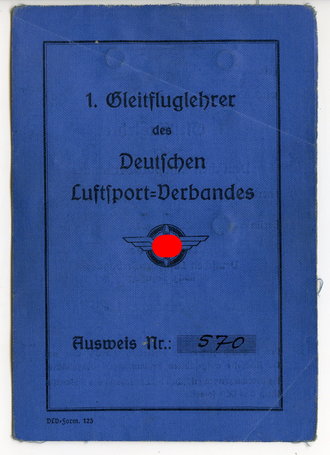 1. Gleitfluglehrer
des
Deutschen
Luftsport=Verbandes
Ausweis Nr.: 570
DLV-Form. 125